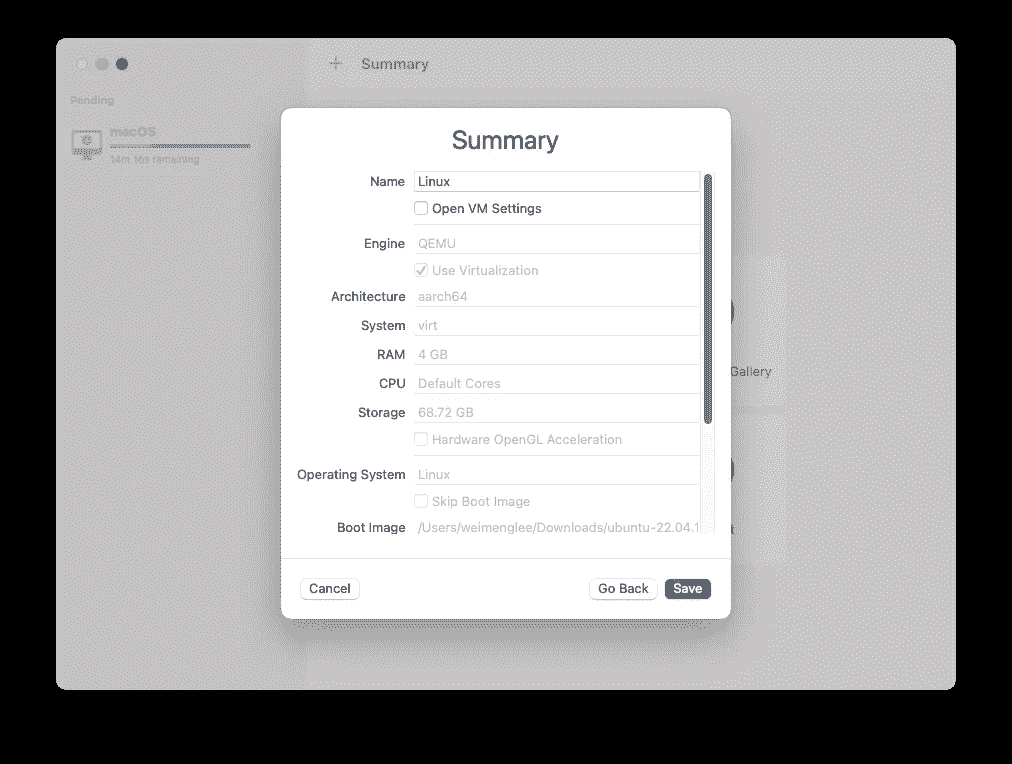 Summary
Pending
macOS
14m 16s remaining
Summary
Name Linux
Open VM Settings
Engine QEMU
Use Virtualization
Architecture aarch64
System virt
RAM 4 GB
CPU Default Cores
Storage 68.72 GB
Hardware OpenGL Acceleration
Operating System Linux
Skip Boot Image
Boot Image /Users/weimenglee/Downloads/ubuntu-22.04.1
Gallery
Cancel Go Back Save